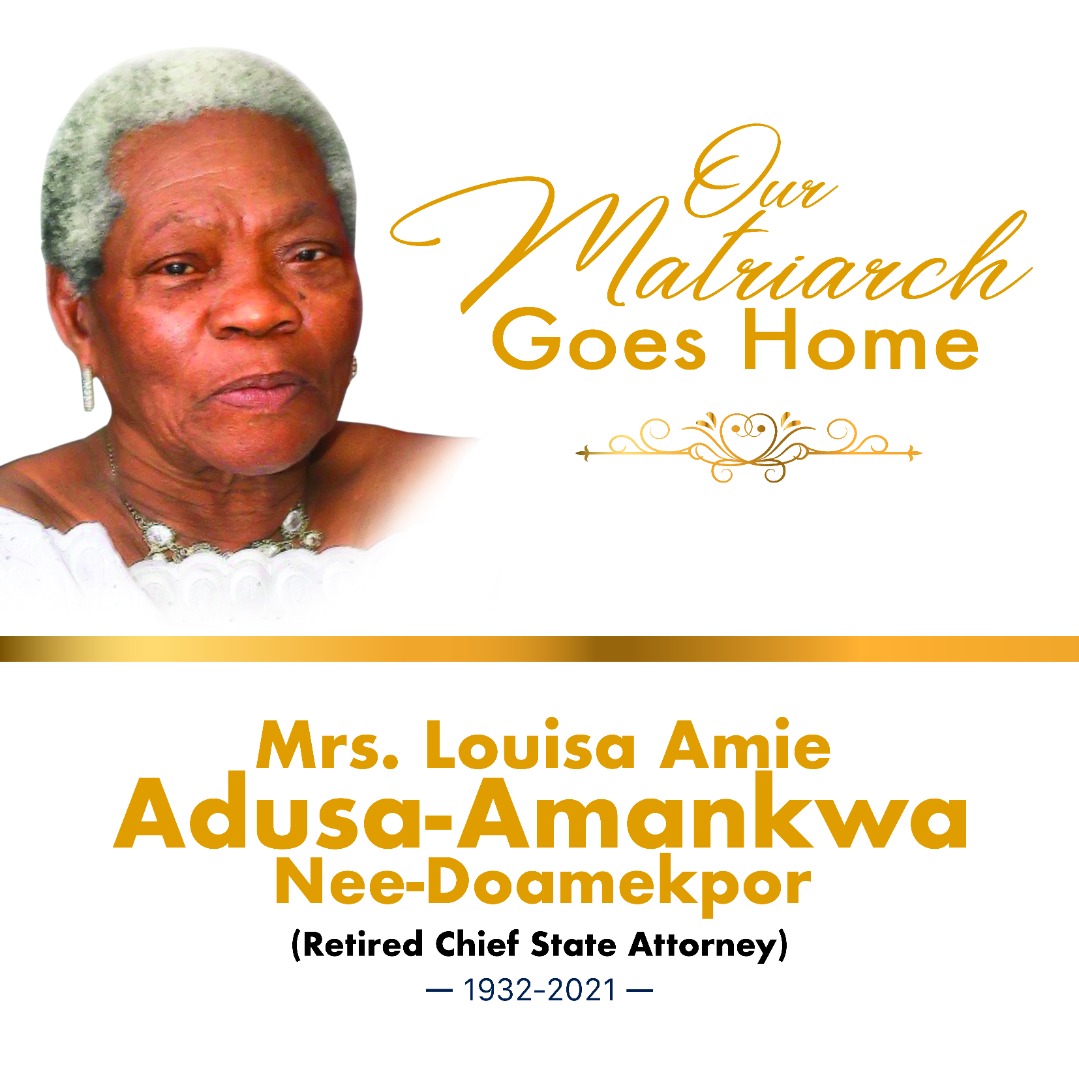 Our
Matriarch
Goes Home
Mrs. Louisa Amie
Adusa-Amankwa
Nee-Doamekpor
(Retired Chief State Attorney)
— 1932-2021 —